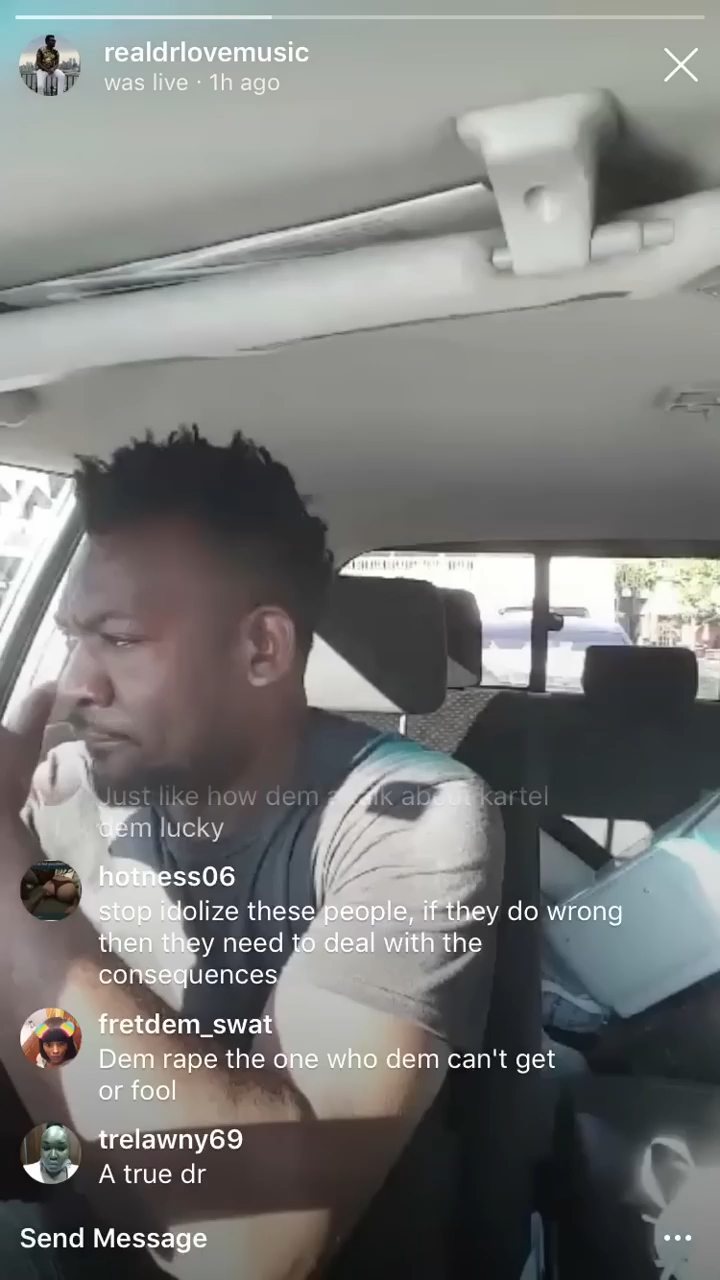 realdrlovemusic
was live · 1h ago
Just like how dem a talk about kartel
dem lucky
hotness06
stop idolize these people, if they do wrong
then they need to deal with the
consequences
fretdem_swat
Dem rape the one who dem can't get
or fool
trelawny69
A true dr
Send Message